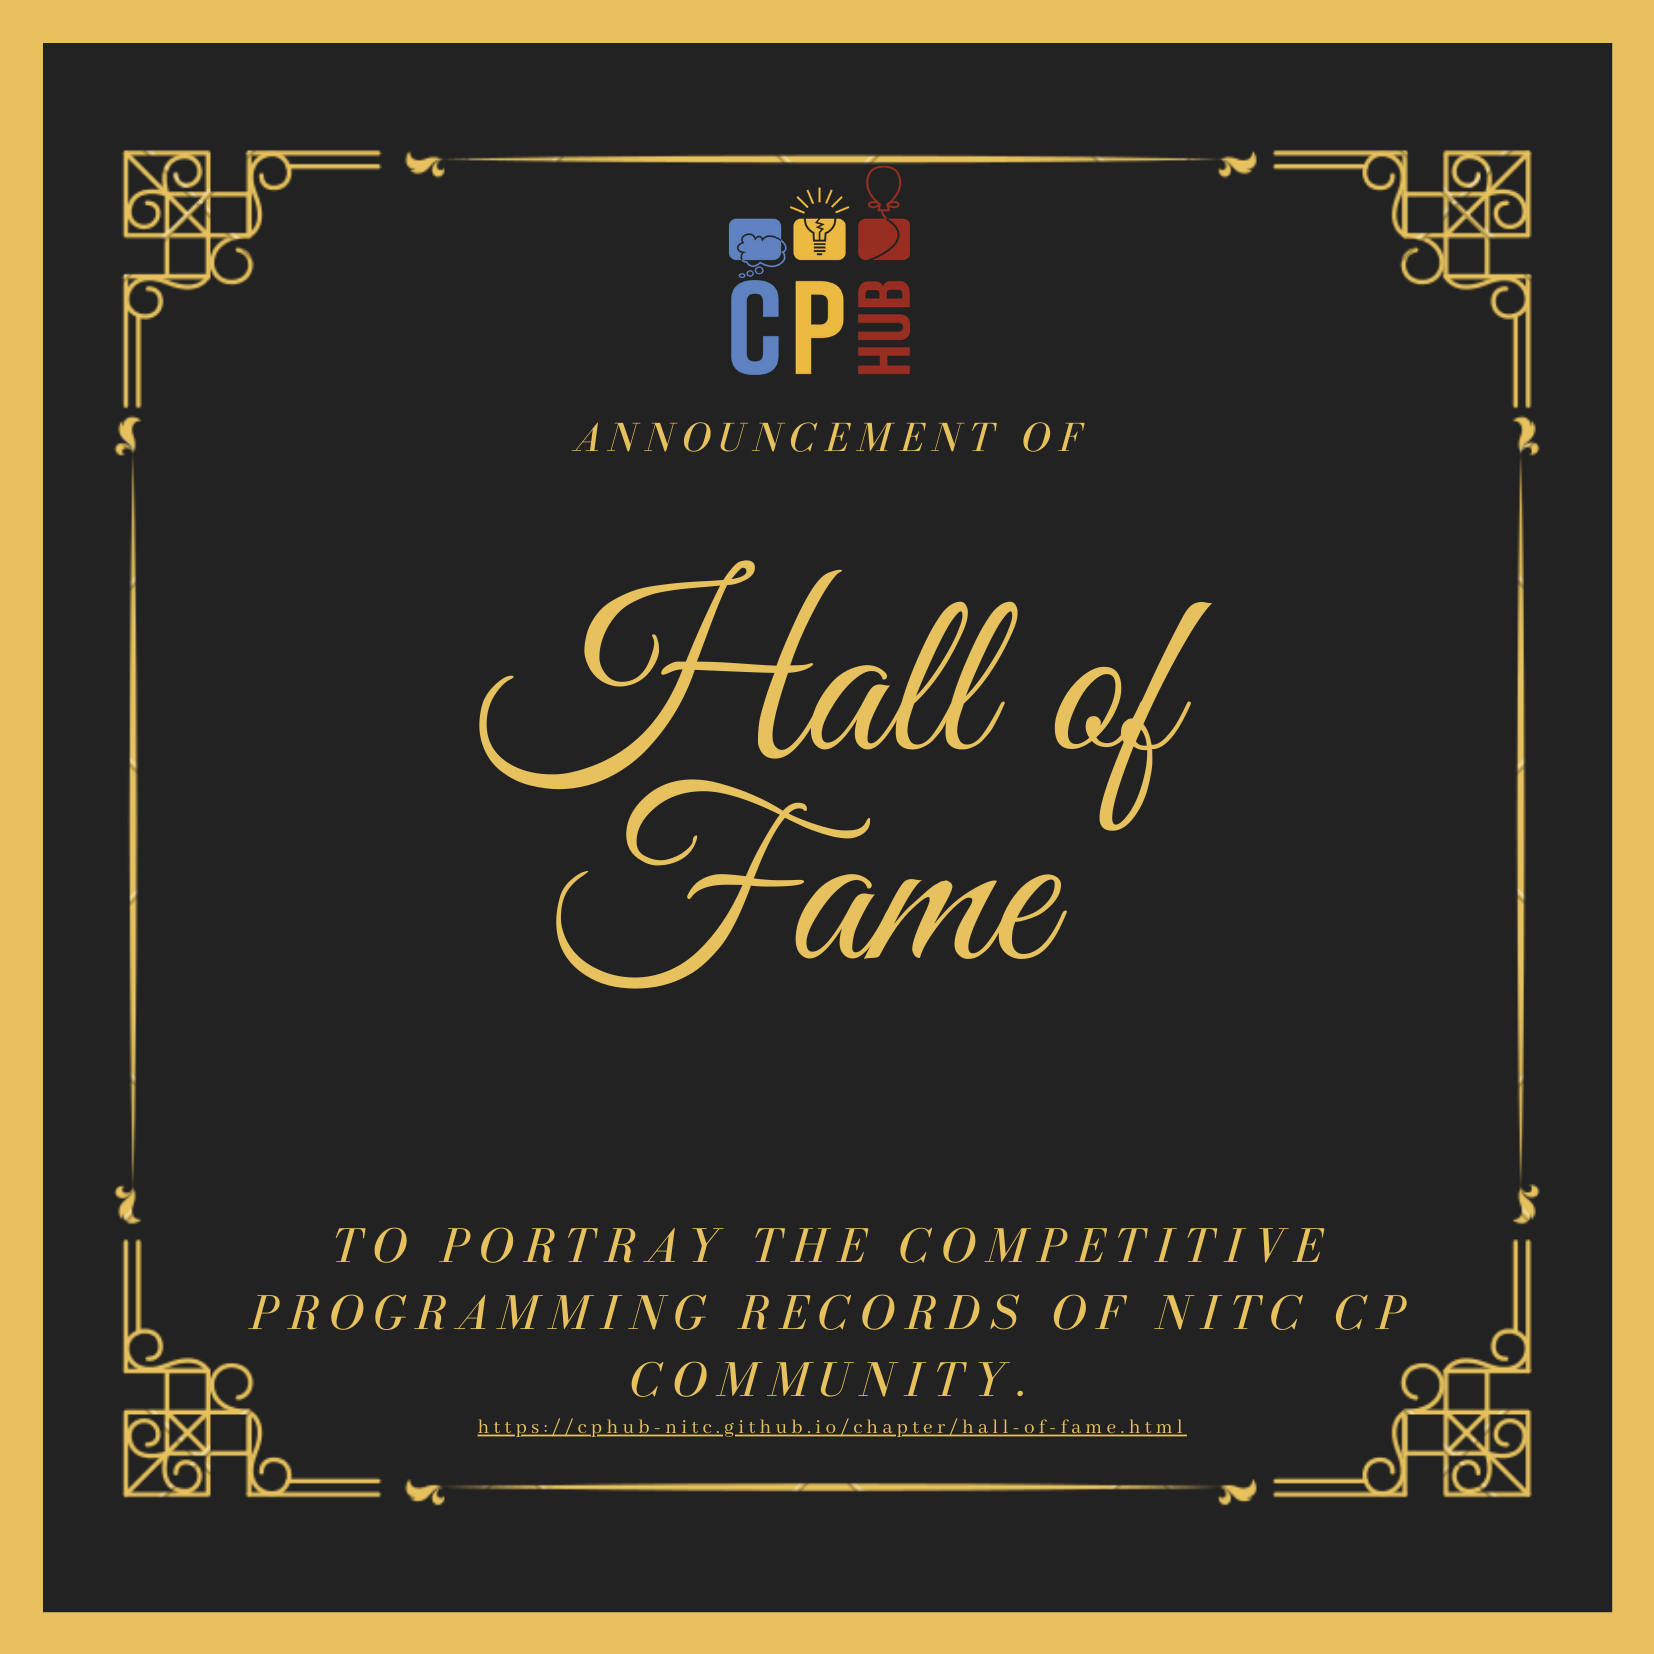 CP HUB
ANNOUNCEMENT OF
Hall of
Fame
TO PORTRAY THE COMPETITIVE
PROGRAMMING RECORDS OF NITC CP
COMMUNITY.
https://cphub-nitc.github.io/chapter/hall-of-fame.html